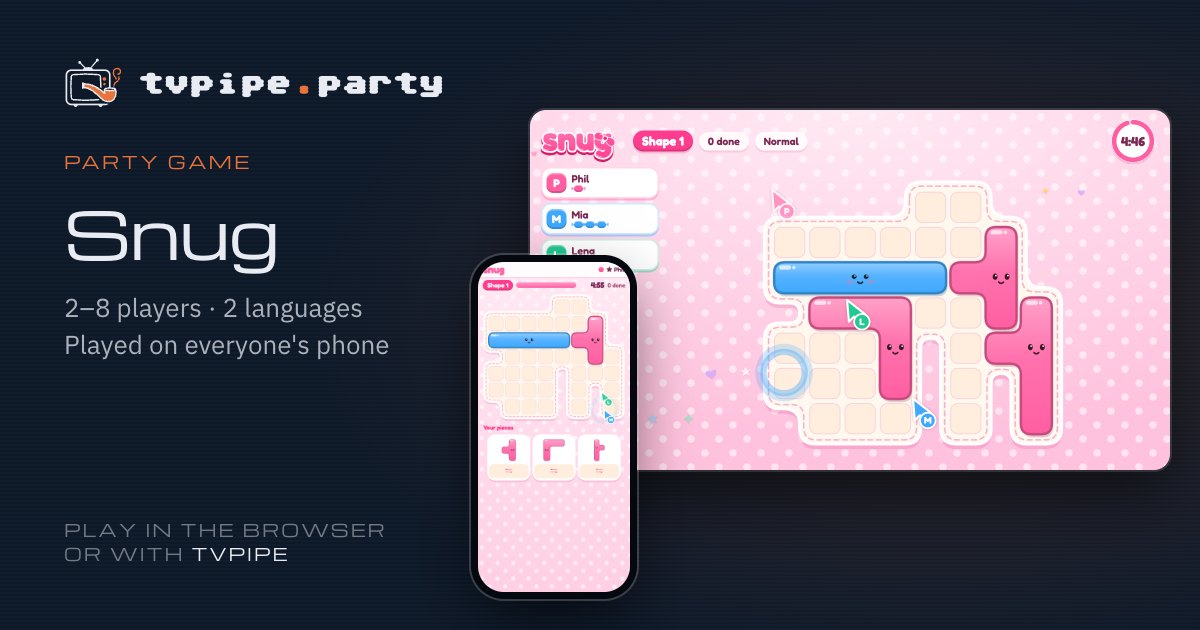 tvpipe.party
PARTY GAME
Snug
2–8 players · 2 languages
Played on everyone's phone
PLAY IN THE BROWSER
OR WITH TVPIPE
snug
Shape 1
0 done
Normal
4:46
P
Phil
M
Mia
L
Lena
P
L
M
snug
Shape 1
4:55
0 done
Your pieces
L
M